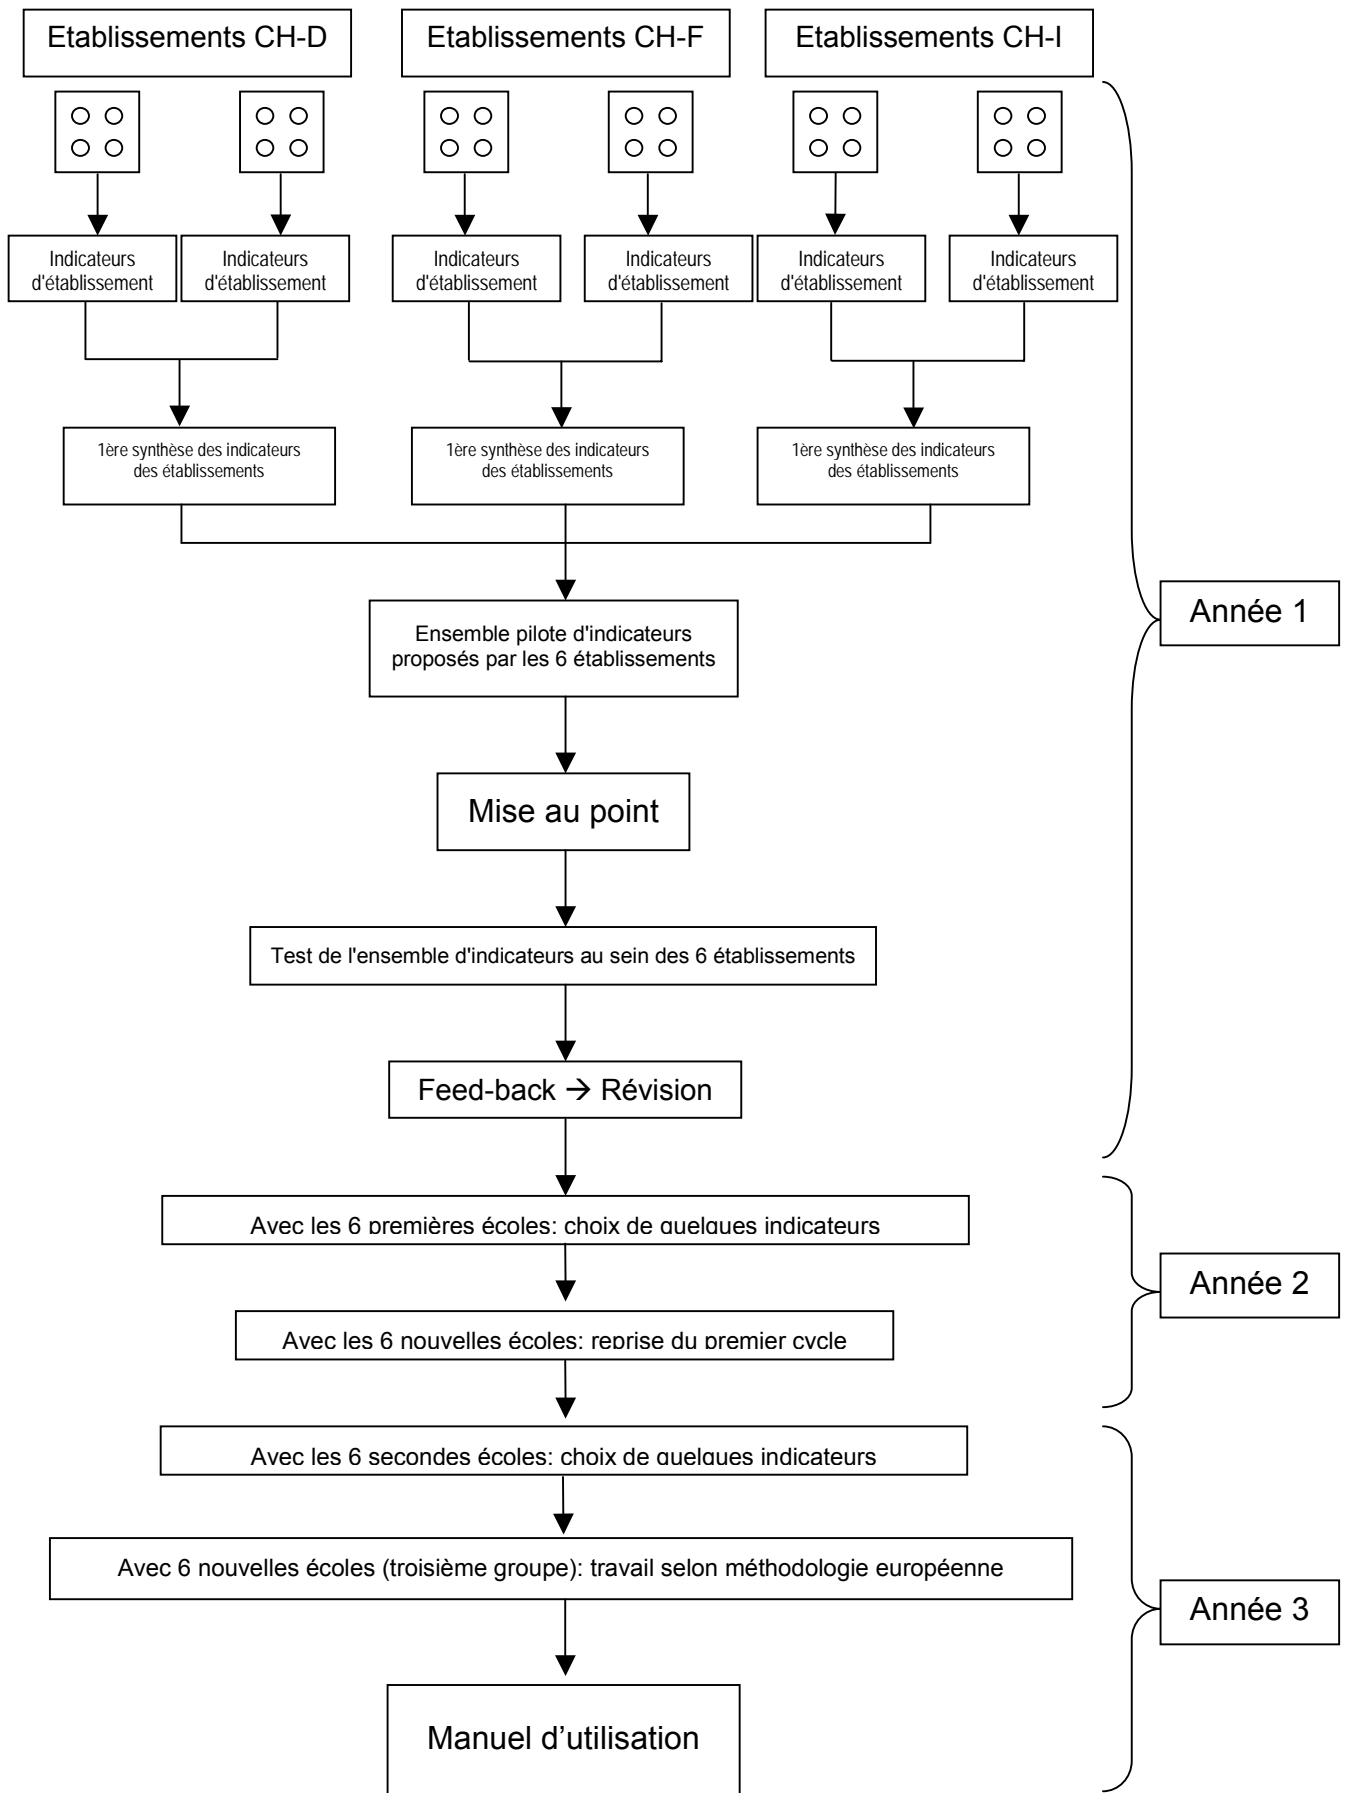 Etablissements CH-D
Etablissements CH-F
Etablissements CH-I
Indicateurs
d'établissement
Indicateurs
d'établissement
Indicateurs
d'établissement
Indicateurs
d'établissement
Indicateurs
d'établissement
Indicateurs
d'établissement
1ère synthèse des indicateurs
des établissements
1ère synthèse des indicateurs
des établissements
1ère synthèse des indicateurs
des établissements
Année 1
Ensemble pilote d'indicateurs
proposés par les 6 établissements
Mise au point
Test de l'ensemble d'indicateurs au sein des 6 établissements
Feed-back → Révision
Avec les 6 premières écoles: choix de quelques indicateurs
Année 2
Avec les 6 nouvelles écoles: reprise du premier cycle
Avec les 6 secondes écoles: choix de quelques indicateurs
Avec 6 nouvelles écoles (troisième groupe): travail selon méthodologie européenne
Année 3
Manuel d’utilisation